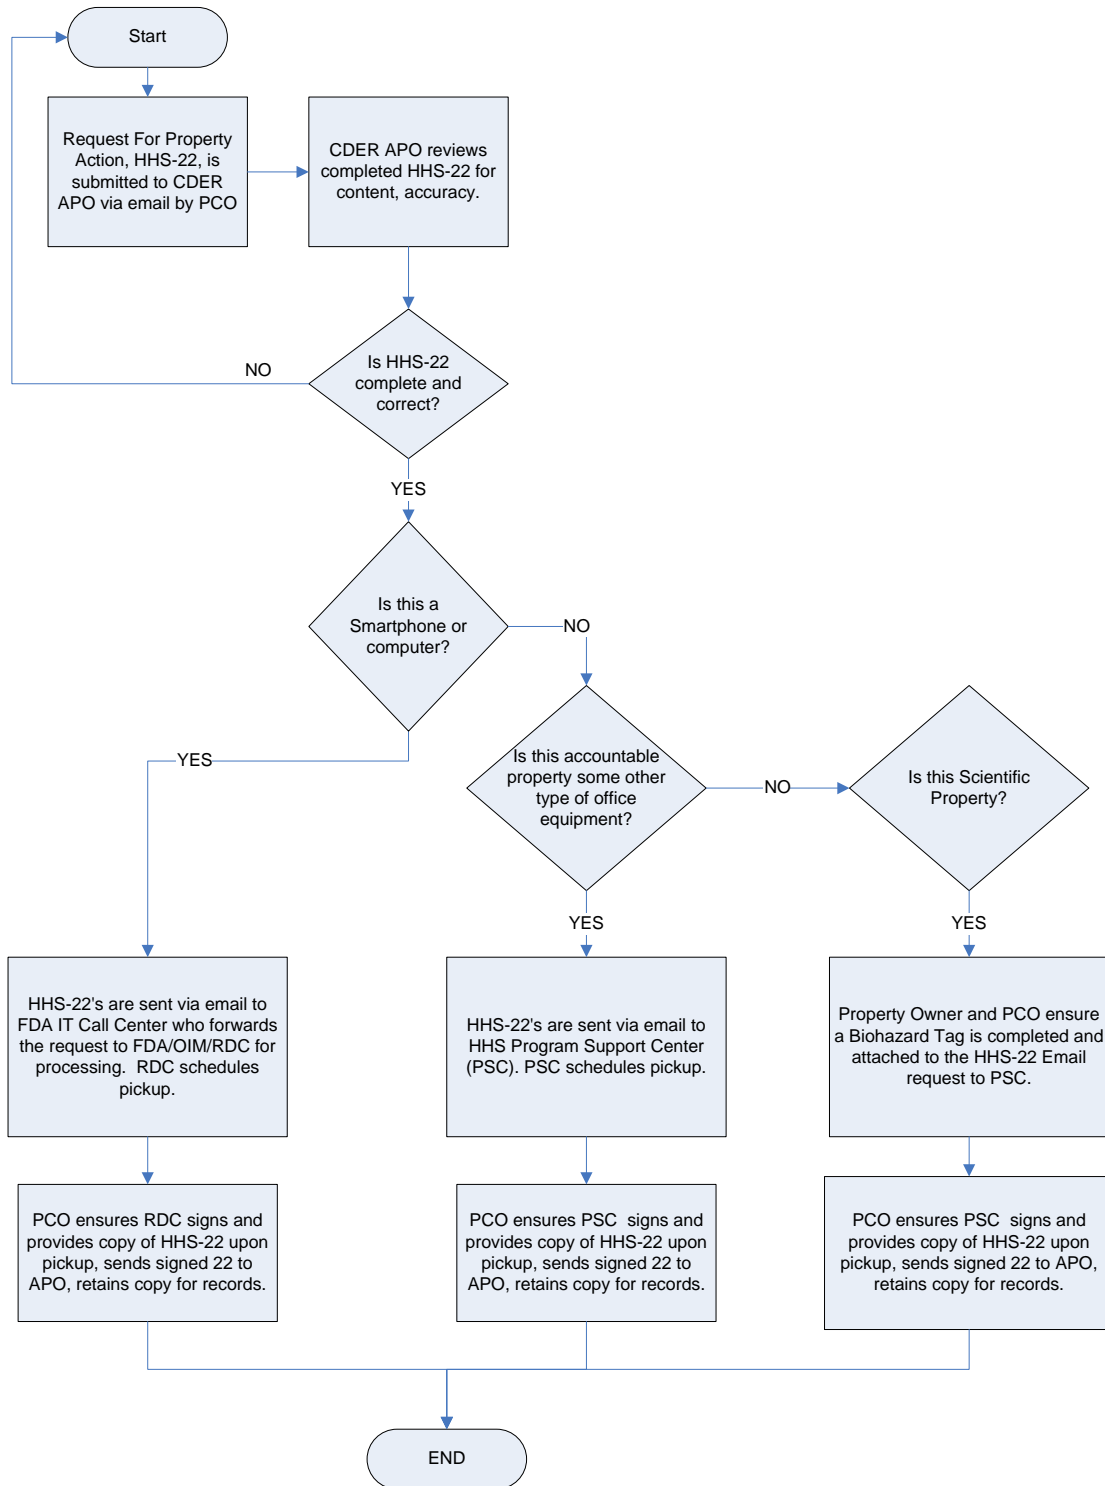 Start
Request For Property
Action, HHS-22, is
submitted to CDER
APO via email by PCO
CDER APO reviews
completed HHS-22 for
content, accuracy.
Is HHS-22
complete and
correct?
NO
YES
Is this a
Smartphone or
computer?
NO
YES
Is this accountable
property some other
type of office
equipment?
NO
Is this Scientific
Property?
YES
YES
HHS-22's are sent via email to
FDA IT Call Center who forwards
the request to FDA/OIM/RDC for
processing.  RDC schedules
pickup.
HHS-22's are sent via email to
HHS Program Support Center
(PSC). PSC schedules pickup.
Property Owner and PCO ensure
a Biohazard Tag is completed and
attached to the HHS-22 Email
request to PSC.
PCO ensures RDC signs and
provides copy of HHS-22 upon
pickup, sends signed 22 to
APO, retains copy for records.
PCO ensures PSC  signs and
provides copy of HHS-22 upon
pickup, sends signed 22 to
APO, retains copy for records.
PCO ensures PSC  signs and
provides copy of HHS-22 upon
pickup, sends signed 22 to APO,
retains copy for records.
END